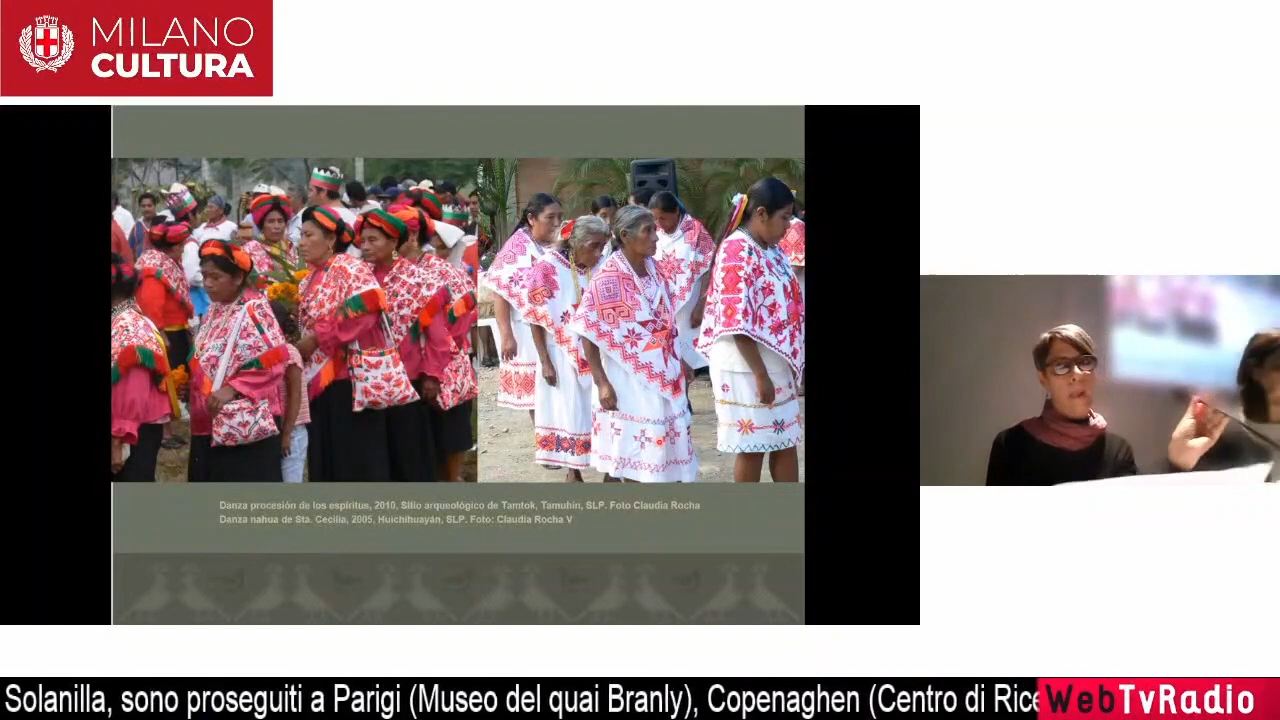 MILANO
CULTURA
Danza procesión de los espíritus, 2010, Sitio arqueológico de Tamtok, Tamuhin, SLP. Foto Claudia Rocha
Danza nahua de Sta. Cecilia, 2005, Huichihuayán, SLP. Foto: Claudia Rocha V
Solanilla, sono proseguiti a Parigi (Museo del quai Branly), Copenaghen (Centro di Rice
WebTvRadio